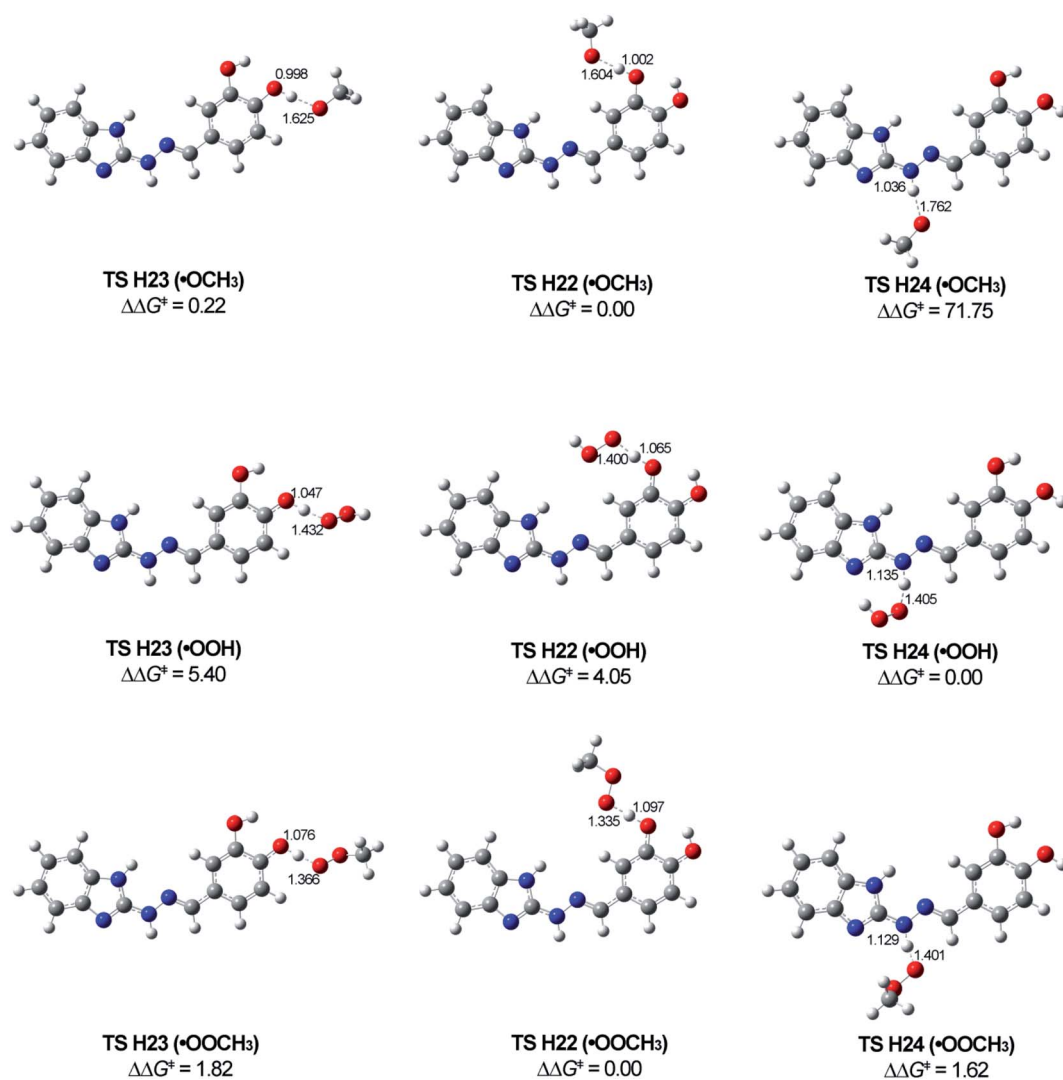 0.998
1.625
1.002
1.604
1.036
1.762
TS H23 (•OCH₃)
ΔΔG‡ = 0.22
TS H22 (•OCH₃)
ΔΔG‡ = 0.00
TS H24 (•OCH₃)
ΔΔG‡ = 71.75
1.047
1.432
1.065
1.400
1.135
1.405
TS H23 (•OOH)
ΔΔG‡ = 5.40
TS H22 (•OOH)
ΔΔG‡ = 4.05
TS H24 (•OOH)
ΔΔG‡ = 0.00
1.076
1.366
1.097
1.335
1.129
1.401
TS H23 (•OOCH₃)
ΔΔG‡ = 1.82
TS H22 (•OOCH₃)
ΔΔG‡ = 0.00
TS H24 (•OOCH₃)
ΔΔG‡ = 1.62